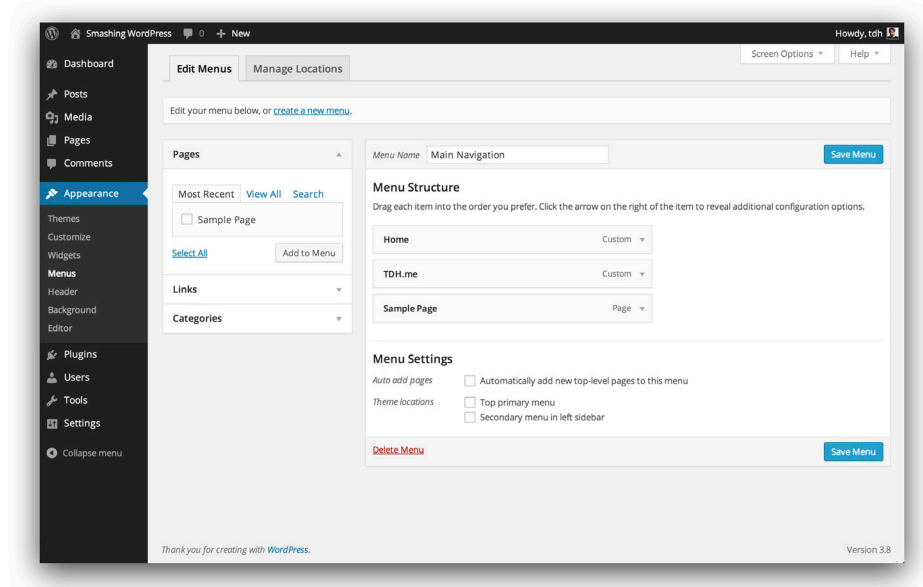 Smashing WordPress 0 New Howdy, tdh
Screen Options Help
Dashboard
Posts
Media
Pages
Comments
Appearance
Themes
Customize
Widgets
Menus
Header
Background
Editor
Plugins
Users
Tools
Settings
Collapse menu
Edit Menus Manage Locations
Edit your menu below, or create a new menu.
Pages
Most Recent View All Search
Sample Page
Select All Add to Menu
Links
Categories
Menu Name Main Navigation Save Menu
Menu Structure
Drag each item into the order you prefer. Click the arrow on the right of the item to reveal additional configuration options.
Home Custom
TDH.me Custom
Sample Page Page
Menu Settings
Auto add pages Automatically add new top-level pages to this menu
Theme locations Top primary menu
Secondary menu in left sidebar
Delete Menu Save Menu
Thank you for creating with WordPress. Version 3.8